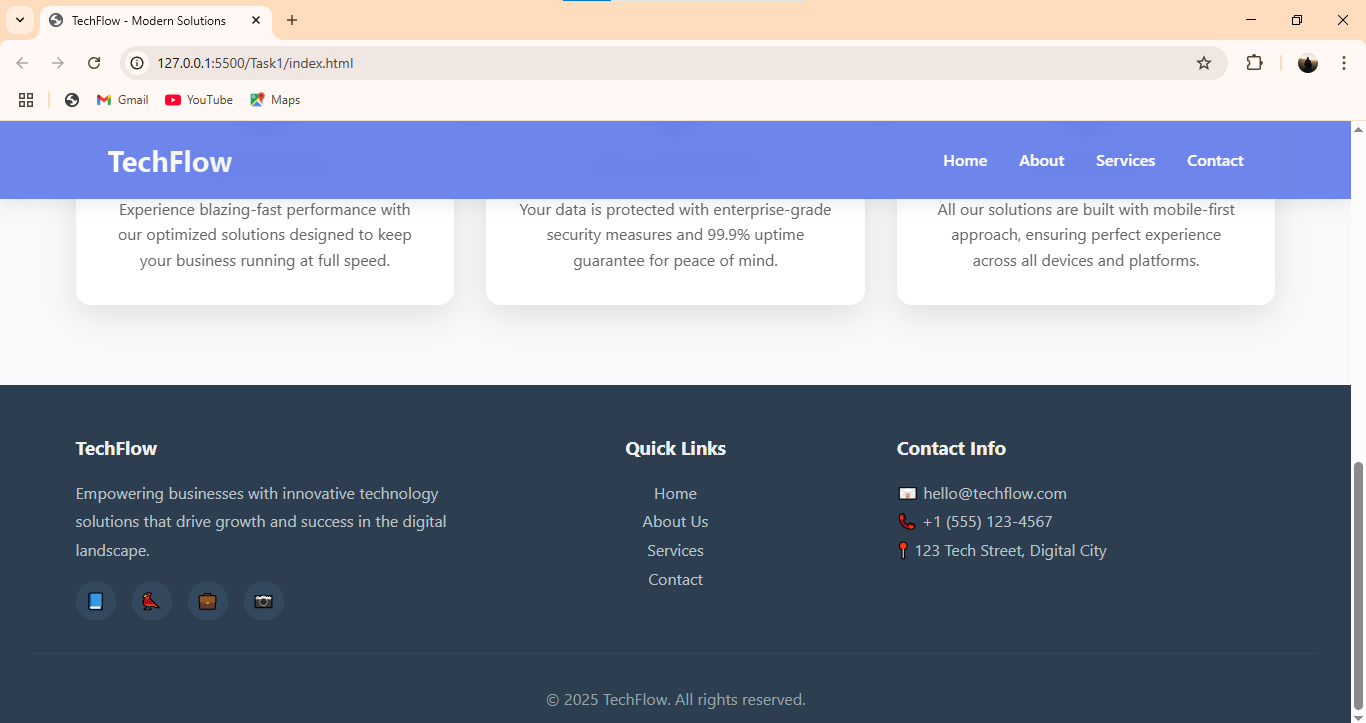 TechFlow - Modern Solutions
127.0.0.1:5500/Task1/index.html
Gmail YouTube Maps
TechFlow Home About Services Contact
Experience blazing-fast performance with
our optimized solutions designed to keep
your business running at full speed.
Your data is protected with enterprise-grade
security measures and 99.9% uptime
guarantee for peace of mind.
All our solutions are built with mobile-first
approach, ensuring perfect experience
across all devices and platforms.
TechFlow
Empowering businesses with innovative technology
solutions that drive growth and success in the digital
landscape.
Quick Links
Home
About Us
Services
Contact
Contact Info
hello@techflow.com
+1 (555) 123-4567
123 Tech Street, Digital City
© 2025 TechFlow. All rights reserved.